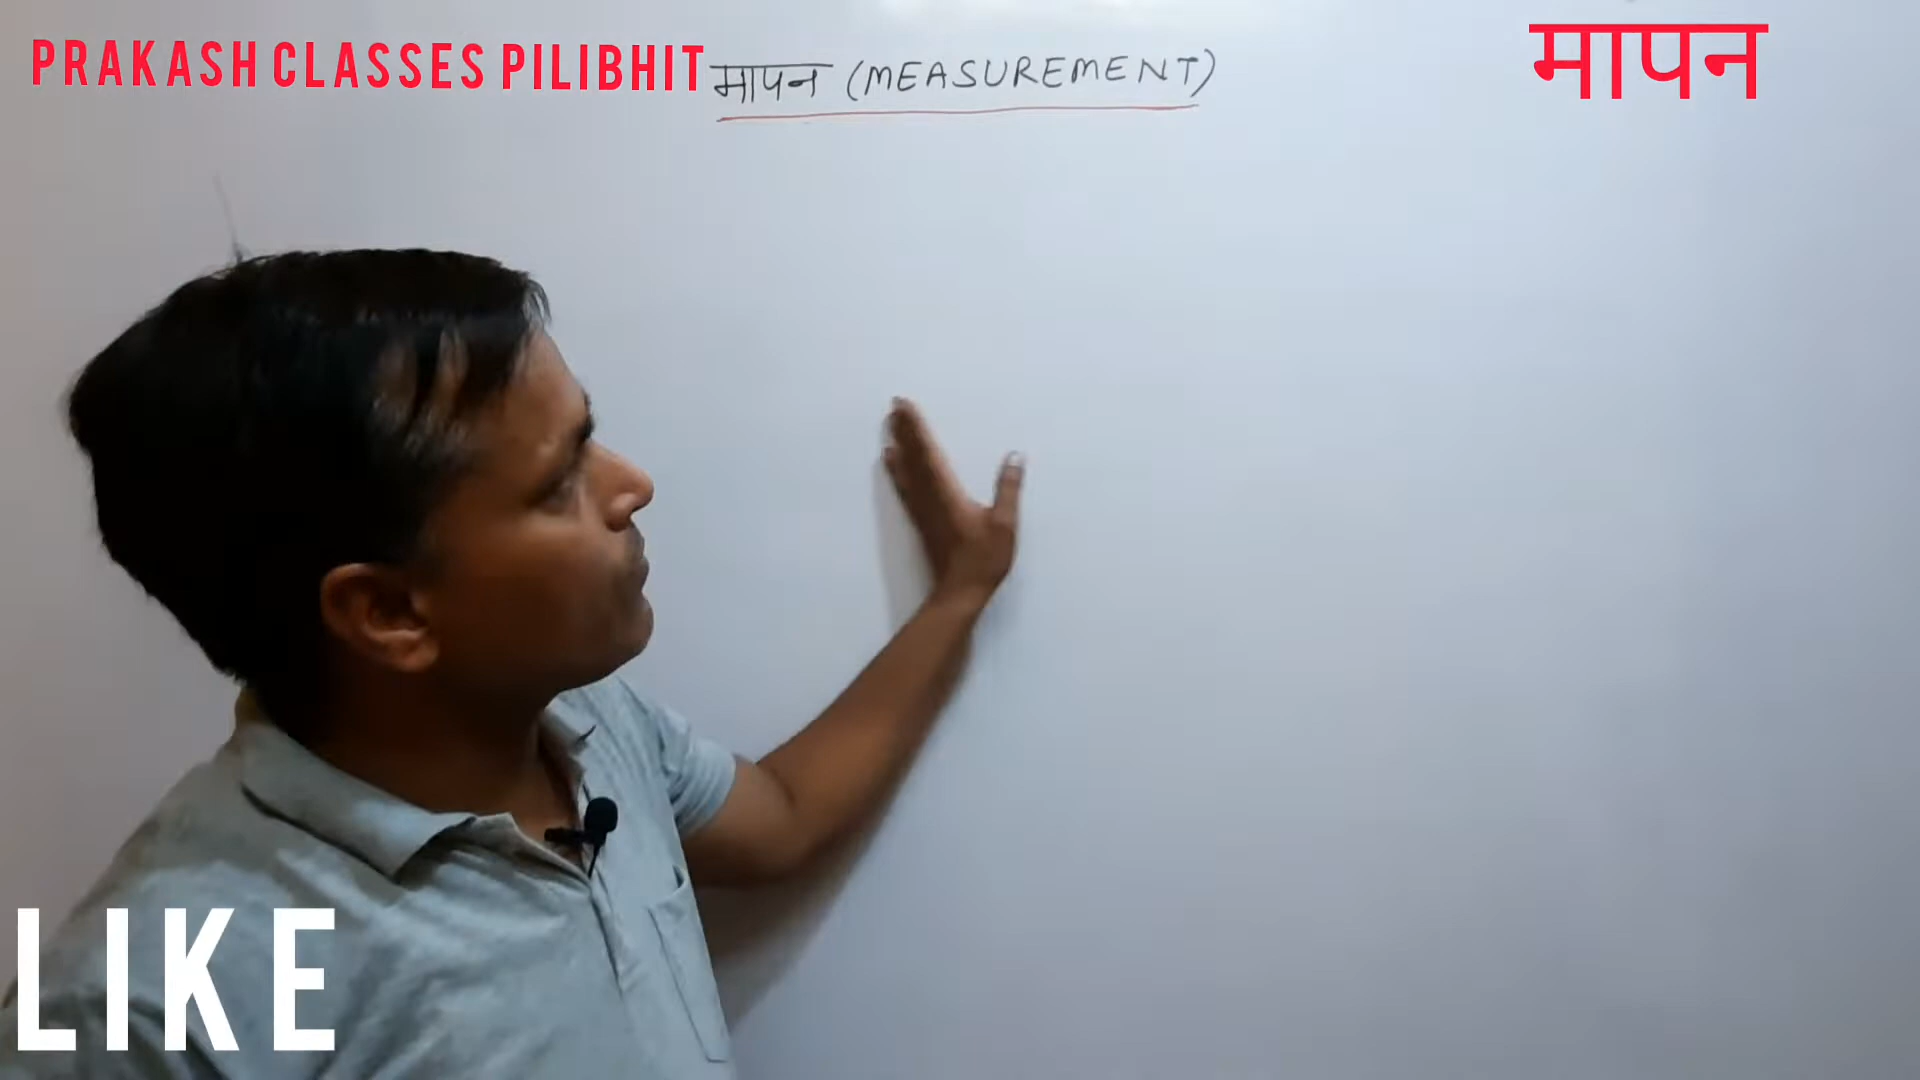 PRAKASH CLASSES PILIBHIT
मापन (MEASUREMENT)
मापन
LIKE